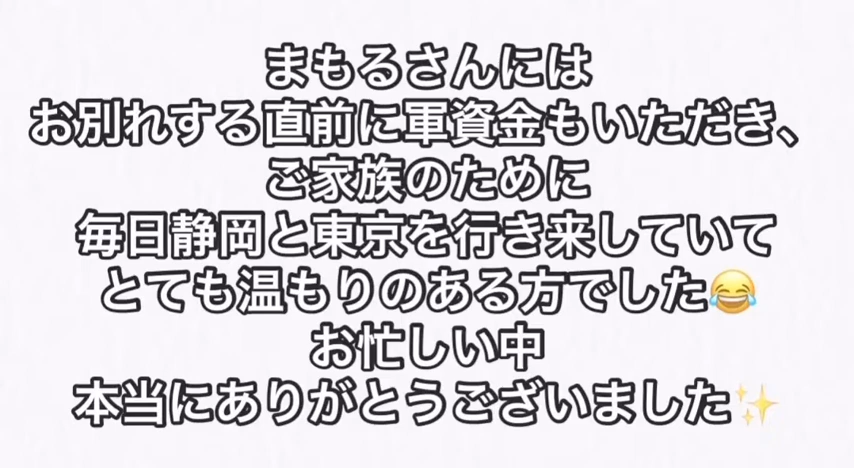 まもるさんには
お別れする直前に軍資金もいただき、
ご家族のために
毎日静岡と東京を行き来していて
とても温もりのある方でした😂
お忙しい中
本当にありがとうございました✨